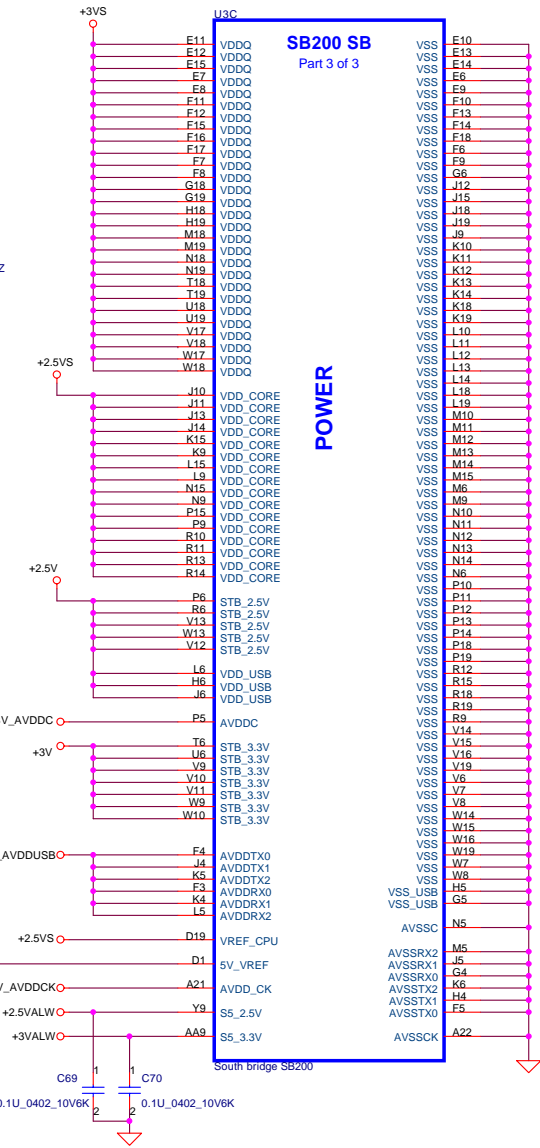 +3VS
U3C
SB200 SB
Part 3 of 3
E11 VDDQ VSS E10
E12 VDDQ VSS E13
E15 VDDQ VSS E14
E7 VDDQ VSS E6
E8 VDDQ VSS E9
F11 VDDQ VSS F10
F12 VDDQ VSS F13
F15 VDDQ VSS F14
F16 VDDQ VSS F18
F17 VDDQ VSS F6
F7 VDDQ VSS F9
F8 VDDQ VSS G6
G18 VDDQ VSS J12
G19 VDDQ VSS J15
H18 VDDQ VSS J18
H19 VDDQ VSS J19
M18 VDDQ VSS J9
M19 VDDQ VSS K10
N18 VDDQ VSS K11
Z
N19 VDDQ VSS K12
T18 VDDQ VSS K13
T19 VDDQ VSS K14
U18 VDDQ VSS K18
U19 VDDQ VSS K19
V17 VDDQ VSS L10
V18 VDDQ VSS L11
W17 VDDQ VSS L12
W18 VDDQ VSS L13
+2.5VS
VSS L14
POWER
J10 VDD_CORE VSS L18
J11 VDD_CORE VSS L19
J13 VDD_CORE VSS M10
J14 VDD_CORE VSS M11
K15 VDD_CORE VSS M12
K9 VDD_CORE VSS M13
L15 VDD_CORE VSS M14
L9 VDD_CORE VSS M15
N15 VDD_CORE VSS M6
N9 VDD_CORE VSS M9
P15 VDD_CORE VSS N10
P9 VDD_CORE VSS N11
R10 VDD_CORE VSS N12
R11 VDD_CORE VSS N13
R13 VDD_CORE VSS N14
R14 VDD_CORE VSS N6
+2.5V
VSS P10
P6 STB_2.5V VSS P11
R6 STB_2.5V VSS P12
V13 STB_2.5V VSS P13
W13 STB_2.5V VSS P14
V12 STB_2.5V VSS P18
VSS P19
L6 VDD_USB VSS R12
H6 VDD_USB VSS R15
J6 VDD_USB VSS R18
VSS R19
V_AVDDC P5 AVDDC VSS R9
VSS V14
+3V
T6 STB_3.3V VSS V15
U6 STB_3.3V VSS V16
V9 STB_3.3V VSS V19
V10 STB_3.3V VSS V6
V11 STB_3.3V VSS V7
W9 STB_3.3V VSS V8
W10 STB_3.3V VSS W14
VSS W15
VSS W16
_AVDDUSB F4 AVDDTX0 VSS W19
J4 AVDDTX1 VSS W7
K5 AVDDTX2 VSS W8
F3 AVDDRX0 VSS_USB H5
K4 AVDDRX1 VSS_USB G5
L5 AVDDRX2
AVSSC N5
+2.5VS D19 VREF_CPU
AVSSRX2 M5
D1 5V_VREF AVSSRX1 J5
AVSSRX0 G4
V_AVDDCK A21 AVDD_CK AVSSTX2 K6
AVSSTX1 H4
+2.5VALW Y9 S5_2.5V AVSSTX0 F5
+3VALW AA9 S5_3.3V AVSSCK A22
South bridge SB200
1 1
C69 C70
2 2
0.1U_0402_10V6K 0.1U_0402_10V6K